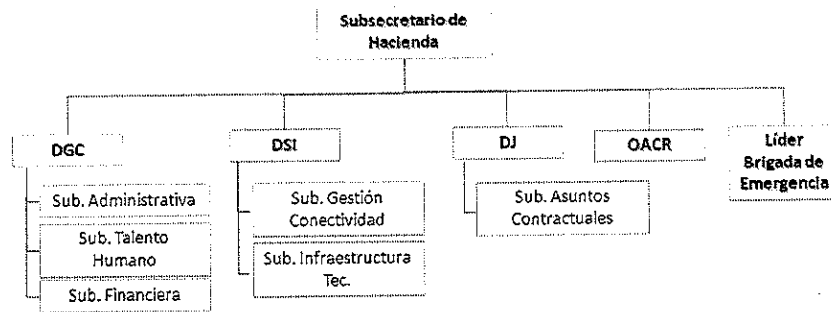 Subsecretario de
Hacienda
DGC
DSI
DJ
OACR
Líder
Brigada de
Emergencia
Sub. Administrativa
Sub. Talento
Humano
Sub. Financiera
Sub. Gestión
Conectividad
Sub. Infraestructura
Tec.
Sub. Asuntos
Contractuales